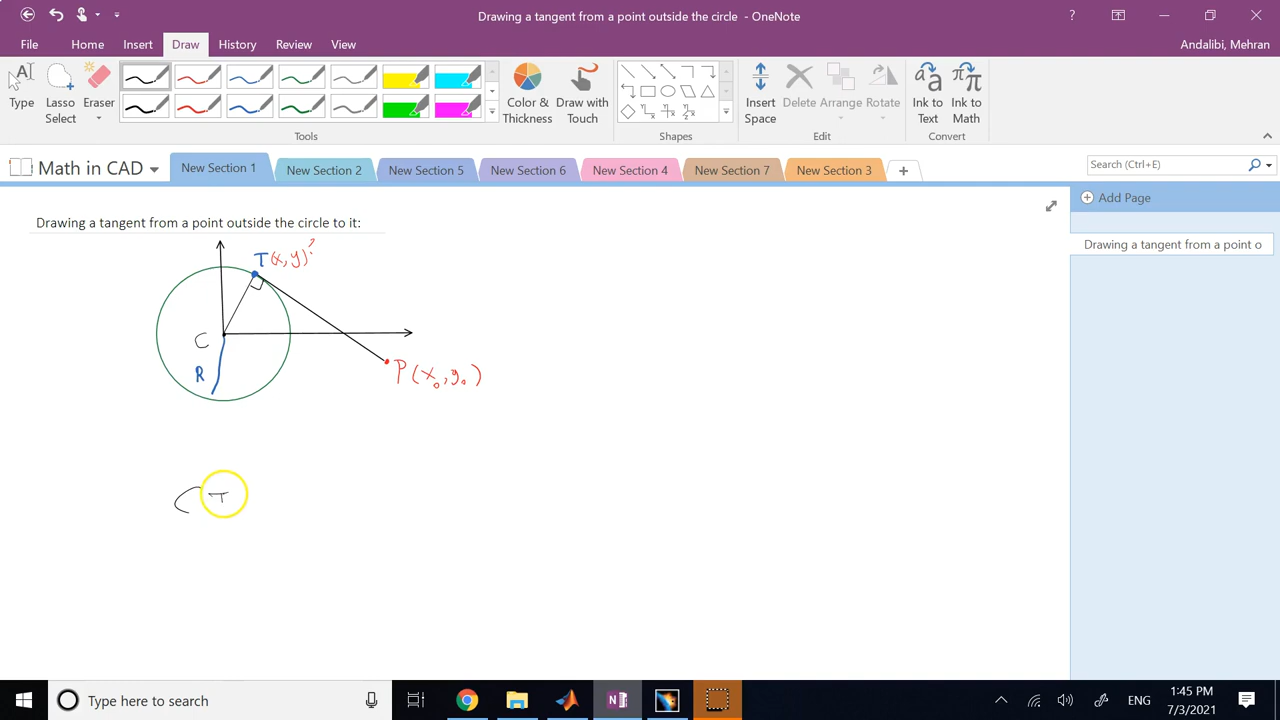 Drawing a tangent from a point outside the circle - OneNote
?
Andalibi, Mehran
File Home Insert Draw History Review View
Type
Lasso Select
Eraser
Color & Thickness
Draw with Touch
Insert Space
Delete
Arrange
Rotate
Ink to Text
Ink to Math
Tools
Shapes
Edit
Convert
Math in CAD
New Section 1
New Section 2
New Section 5
New Section 6
New Section 4
New Section 7
New Section 3
Search (Ctrl+E)
Add Page
Drawing a tangent from a point o
Drawing a tangent from a point outside the circle to it:
T(x,y)?
C
R
P(x₀,y₀)
CT
Type here to search
ENG
1:45 PM
7/3/2021